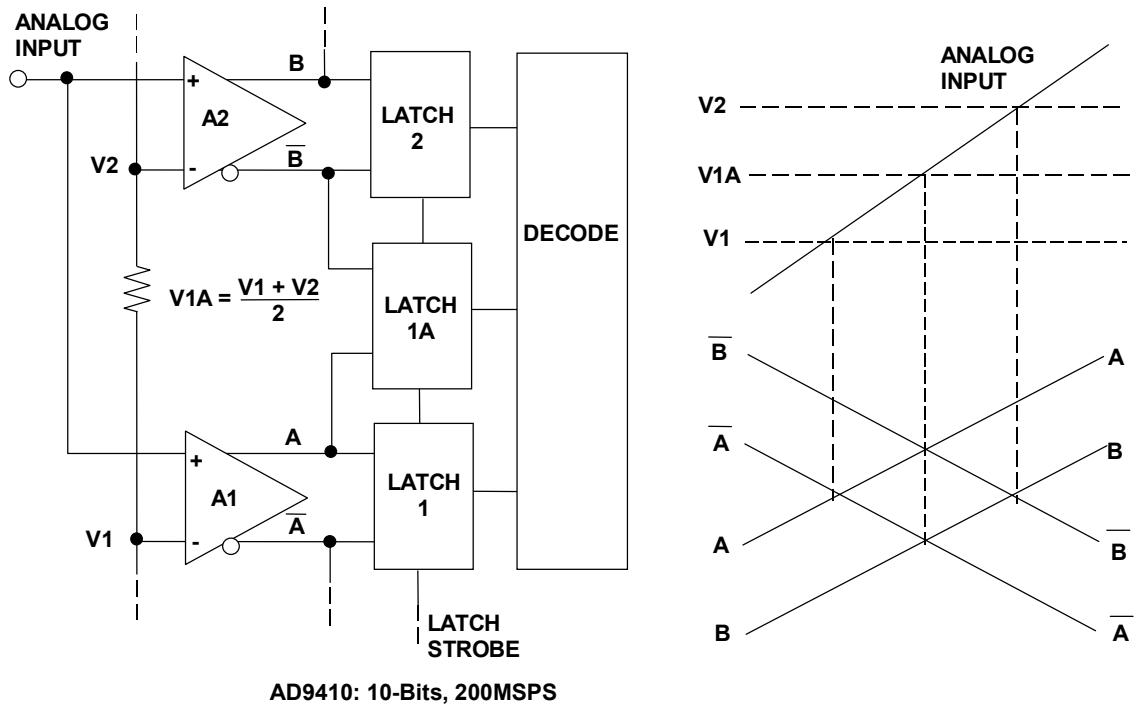 ANALOG
INPUT
B
+
A2
B̅
V2
-
LATCH
2
DECODE
V1A = V1 + V2
2
LATCH
1A
A
+
A1
A̅
V1
-
LATCH
1
LATCH
STROBE
AD9410: 10-Bits, 200MSPS
ANALOG
INPUT
V2
V1A
V1
B̅
A
A̅
B
A
B̅
B
A̅